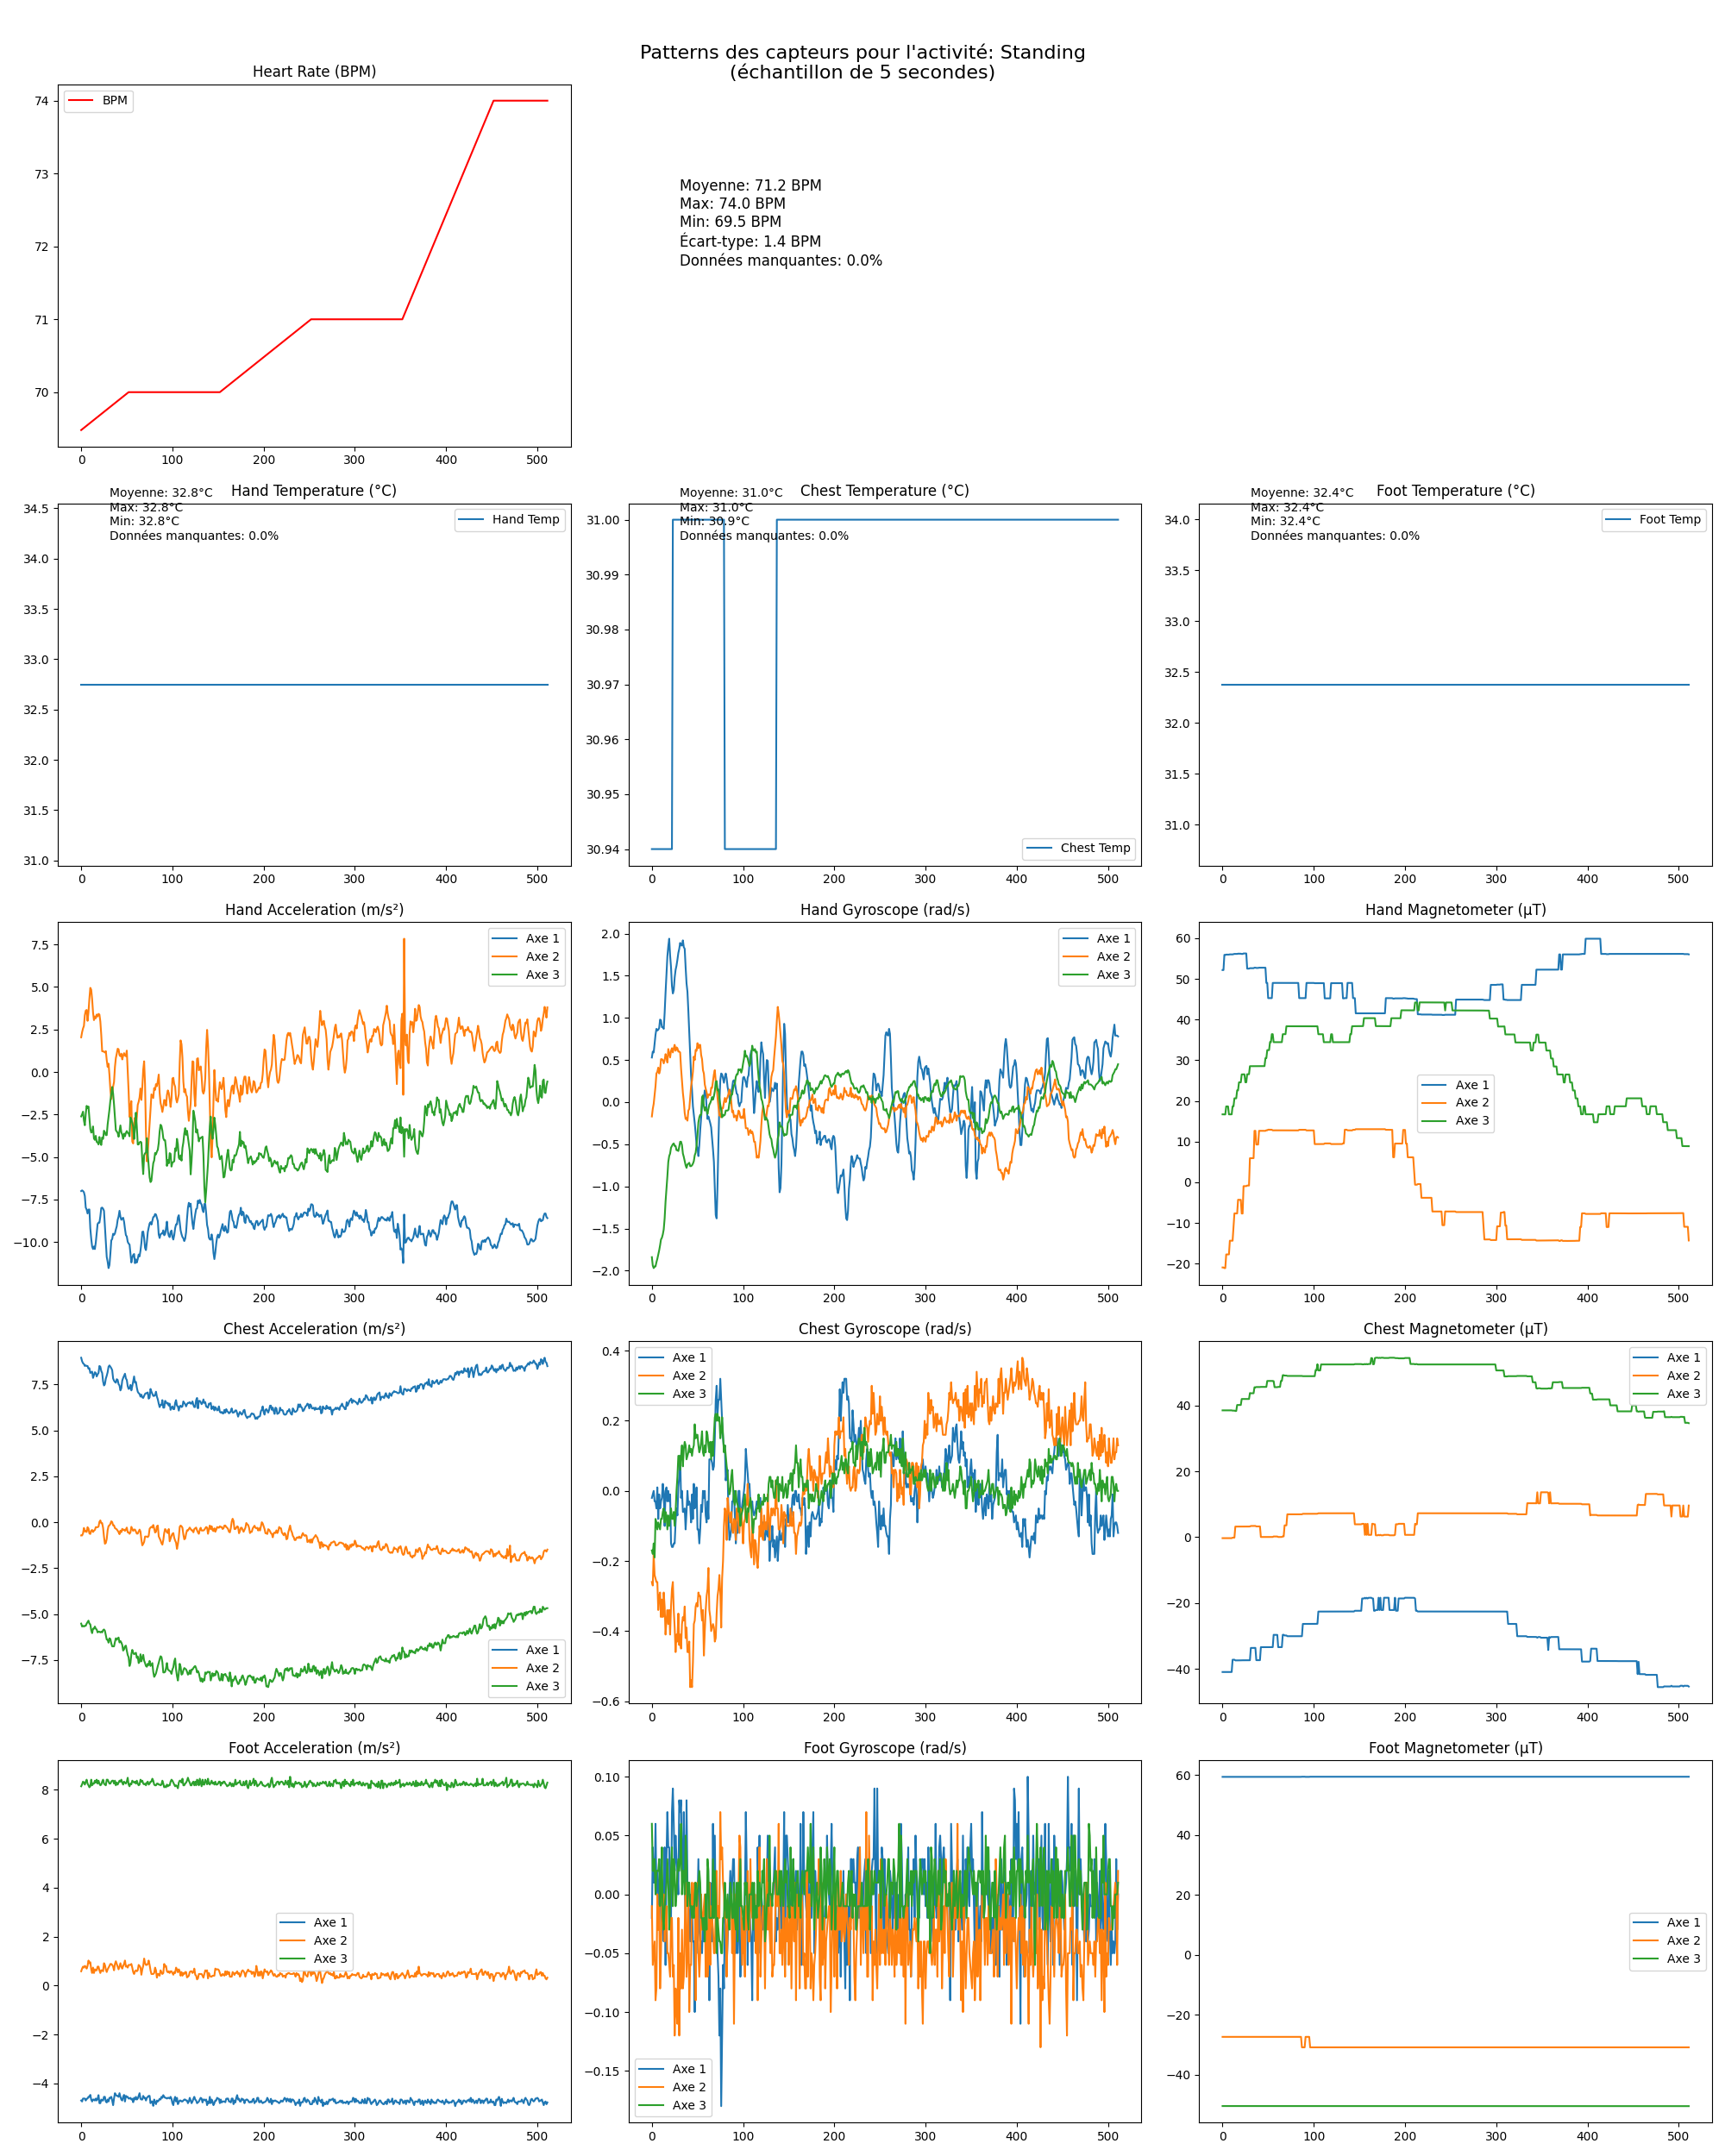 Patterns des capteurs pour l'activité: Standing
(échantillon de 5 secondes)
Heart Rate (BPM)
BPM
74
73
72
71
70
0 100 200 300 400 500
Moyenne: 71.2 BPM
Max: 74.0 BPM
Min: 69.5 BPM
Écart-type: 1.4 BPM
Données manquantes: 0.0%
Hand Temperature (°C)
Moyenne: 32.8°C
Max: 32.8°C
Min: 32.8°C
Données manquantes: 0.0%
Hand Temp
34.5
34.0
33.5
33.0
32.5
32.0
31.5
31.0
0 100 200 300 400 500
Chest Temperature (°C)
Moyenne: 31.0°C
Max: 31.0°C
Min: 30.9°C
Données manquantes: 0.0%
31.00
30.99
30.98
30.97
30.96
30.95
30.94
Chest Temp
0 100 200 300 400 500
Foot Temperature (°C)
Moyenne: 32.4°C
Max: 32.4°C
Min: 32.4°C
Données manquantes: 0.0%
Foot Temp
34.0
33.5
33.0
32.5
32.0
31.5
31.0
0 100 200 300 400 500
Hand Acceleration (m/s²)
Axe 1
Axe 2
Axe 3
7.5
5.0
2.5
0.0
−2.5
−5.0
−7.5
−10.0
0 100 200 300 400 500
Hand Gyroscope (rad/s)
Axe 1
Axe 2
Axe 3
2.0
1.5
1.0
0.5
0.0
−0.5
−1.0
−1.5
−2.0
0 100 200 300 400 500
Hand Magnetometer (µT)
60
50
40
30
20
10
0
−10
−20
Axe 1
Axe 2
Axe 3
0 100 200 300 400 500
Chest Acceleration (m/s²)
7.5
5.0
2.5
0.0
−2.5
−5.0
−7.5
Axe 1
Axe 2
Axe 3
0 100 200 300 400 500
Chest Gyroscope (rad/s)
Axe 1
Axe 2
Axe 3
0.4
0.2
0.0
−0.2
−0.4
−0.6
0 100 200 300 400 500
Chest Magnetometer (µT)
Axe 1
Axe 2
Axe 3
40
20
0
−20
−40
0 100 200 300 400 500
Foot Acceleration (m/s²)
8
6
4
2
0
−2
−4
Axe 1
Axe 2
Axe 3
0 100 200 300 400 500
Foot Gyroscope (rad/s)
0.10
0.05
0.00
−0.05
−0.10
−0.15
Axe 1
Axe 2
Axe 3
0 100 200 300 400 500
Foot Magnetometer (µT)
60
40
20
0
−20
−40
Axe 1
Axe 2
Axe 3
0 100 200 300 400 500